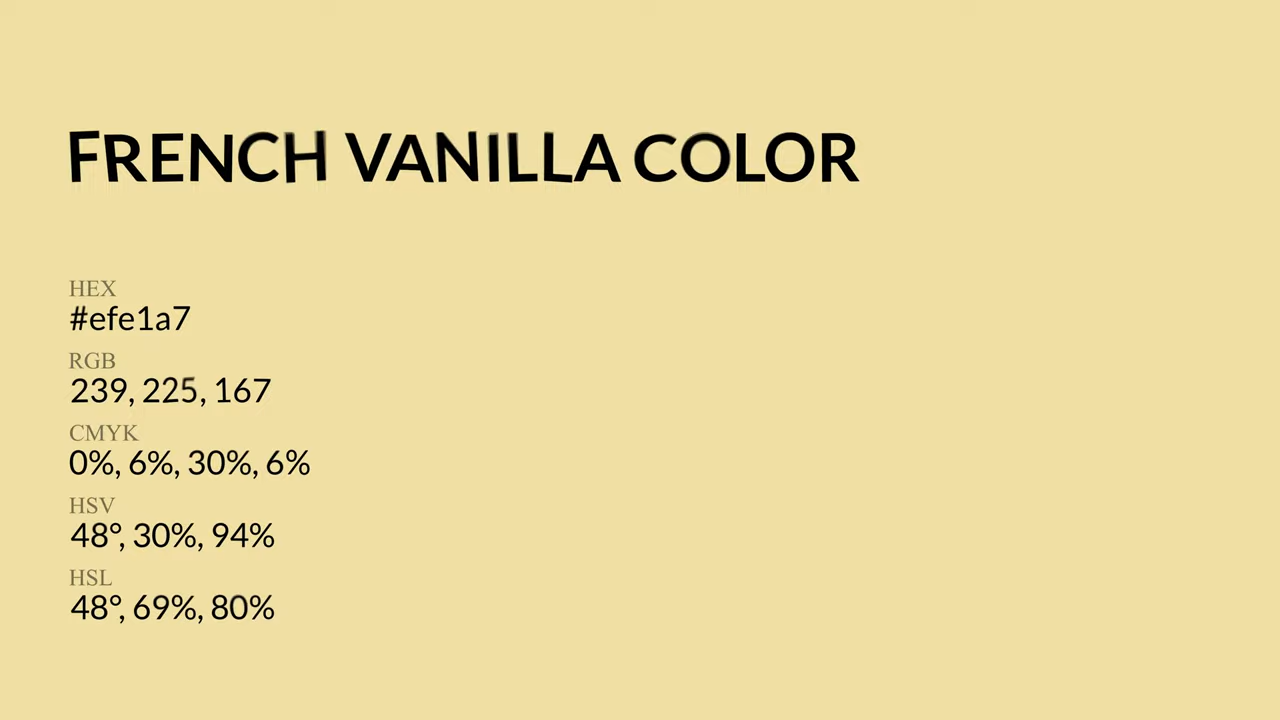 FRENCH VANILLA COLOR
HEX
#efe1a7
RGB
239, 225, 167
CMYK
0%, 6%, 30%, 6%
HSV
48°, 30%, 94%
HSL
48°, 69%, 80%